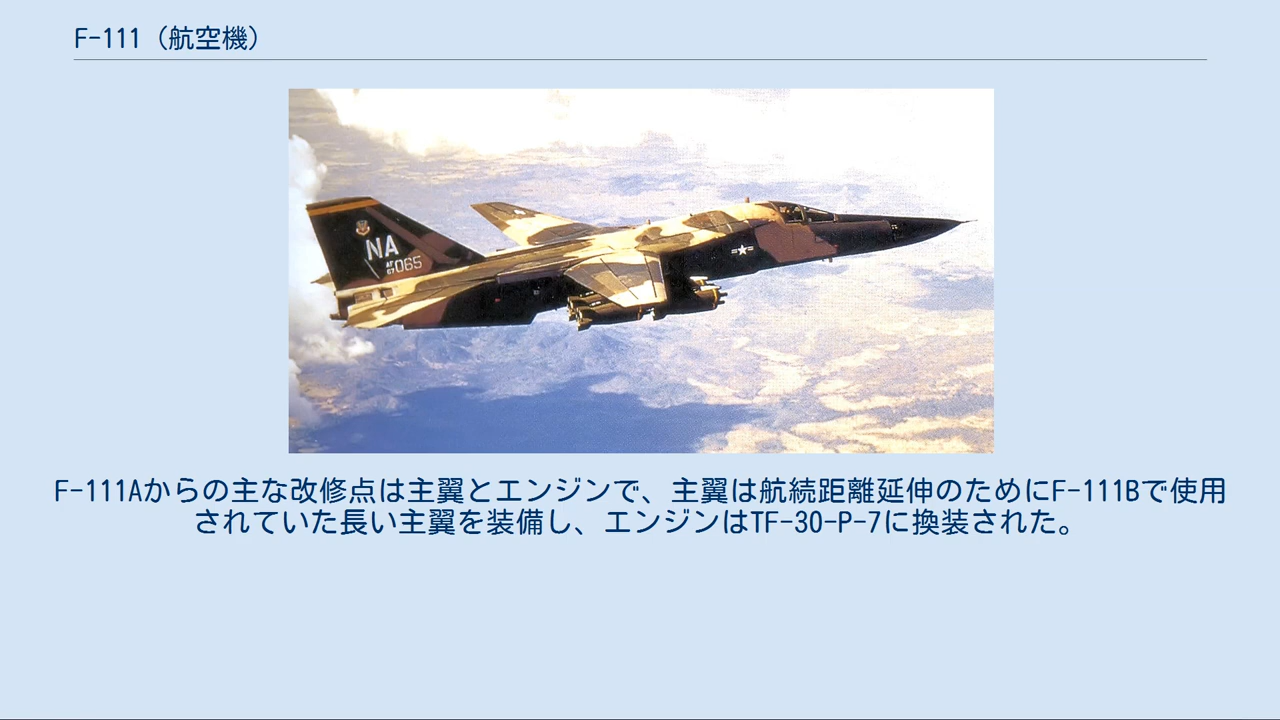 F-111（航空機）
NA
AF
67065
F-111Aからの主な改修点は主翼とエンジンで、主翼は航続距離延伸のためにF-111Bで使用
されていた長い主翼を装備し、エンジンはTF-30-P-7に換装された。